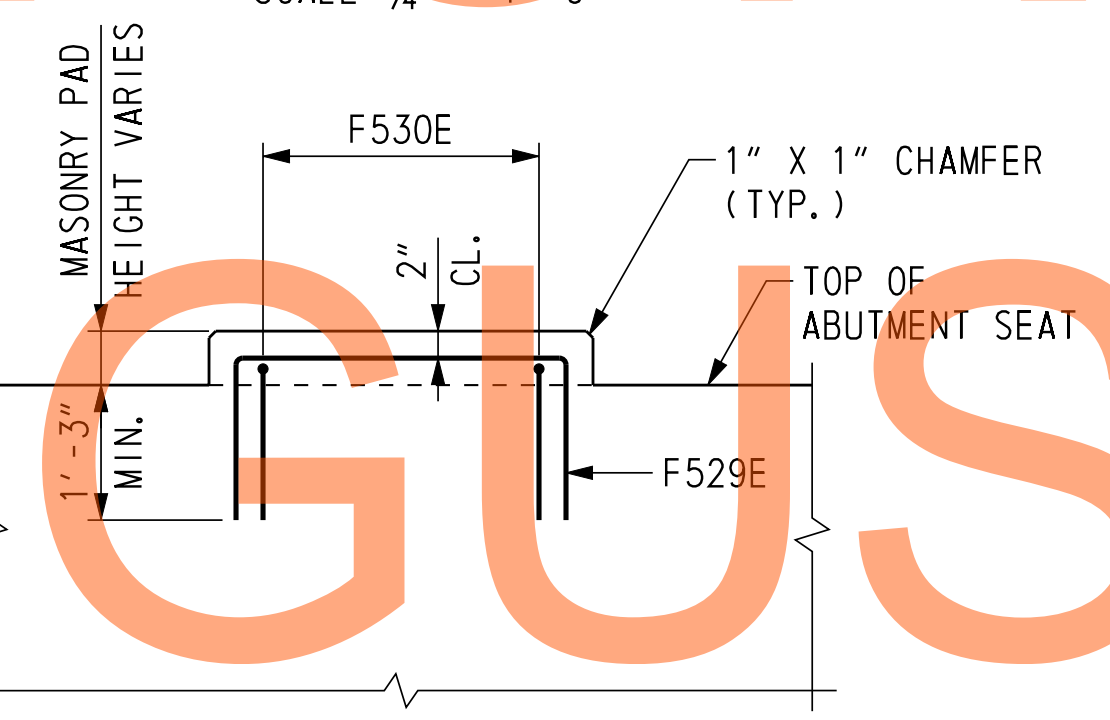 MASONRY PAD
HEIGHT VARIES
F530E
1" X 1" CHAMFER
(TYP.)
2"
CL.
TOP OF
ABUTMENT SEAT
1'-3"
MIN.
F529E
GUS